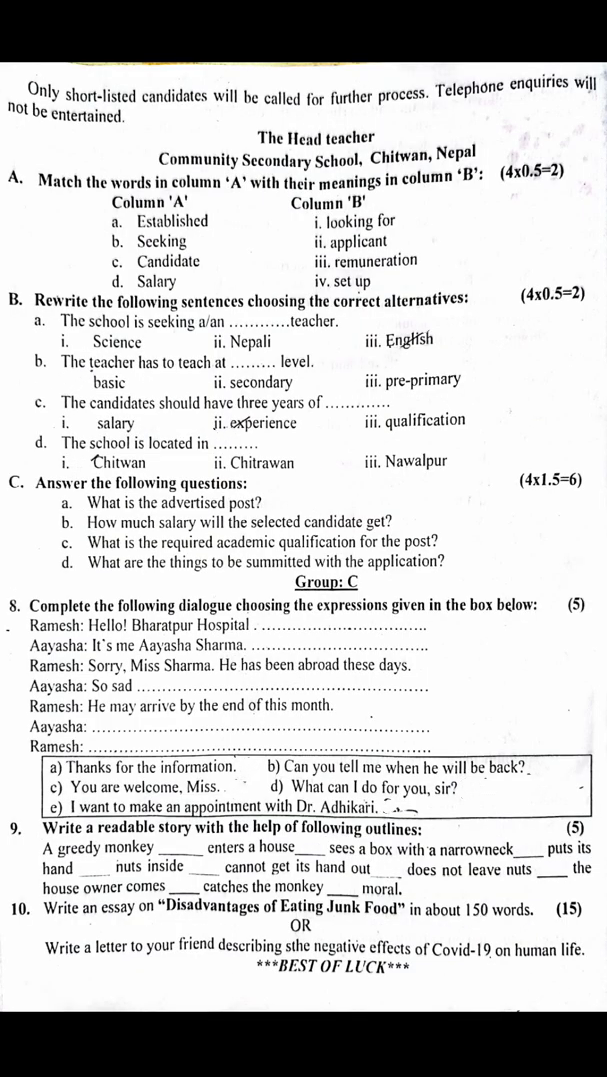 Only short-listed candidates will be called for further process. Telephone enquiries will
not be entertained.
The Head teacher
Community Secondary School, Chitwan, Nepal
A. Match the words in column ‘A’ with their meanings in column ‘B’: (4x0.5=2)
Column 'A' Column 'B'
a. Established i. looking for
b. Seeking ii. applicant
c. Candidate iii. remuneration
d. Salary iv. set up
B. Rewrite the following sentences choosing the correct alternatives: (4x0.5=2)
a. The school is seeking a/an ............teacher.
i. Science ii. Nepali iii. English
b. The teacher has to teach at ......... level.
basic ii. secondary iii. pre-primary
c. The candidates should have three years of .............
i. salary ii. experience iii. qualification
d. The school is located in .........
i. Chitwan ii. Chitrawan iii. Nawalpur
C. Answer the following questions: (4x1.5=6)
a. What is the advertised post?
b. How much salary will the selected candidate get?
c. What is the required academic qualification for the post?
d. What are the things to be summitted with the application?
Group: C
8. Complete the following dialogue choosing the expressions given in the box below: (5)
Ramesh: Hello! Bharatpur Hospital ........................................
Aayasha: It`s me Aayasha Sharma. ...........................................
Ramesh: Sorry, Miss Sharma. He has been abroad these days.
Aayasha: So sad .......................................................................
Ramesh: He may arrive by the end of this month.
Aayasha: ..................................................................................
Ramesh: ...................................................................................
a) Thanks for the information. b) Can you tell me when he will be back?
c) You are welcome, Miss. d) What can I do for you, sir?
e) I want to make an appointment with Dr. Adhikari.
9. Write a readable story with the help of following outlines: (5)
A greedy monkey ______ enters a house____ sees a box with a narrowneck____ puts its
hand ____ nuts inside ____ cannot get its hand out____ does not leave nuts ____ the
house owner comes ____ catches the monkey ____ moral.
10. Write an essay on “Disadvantages of Eating Junk Food” in about 150 words. (15)
OR
Write a letter to your friend describing sthe negative effects of Covid-19 on human life.
***BEST OF LUCK***